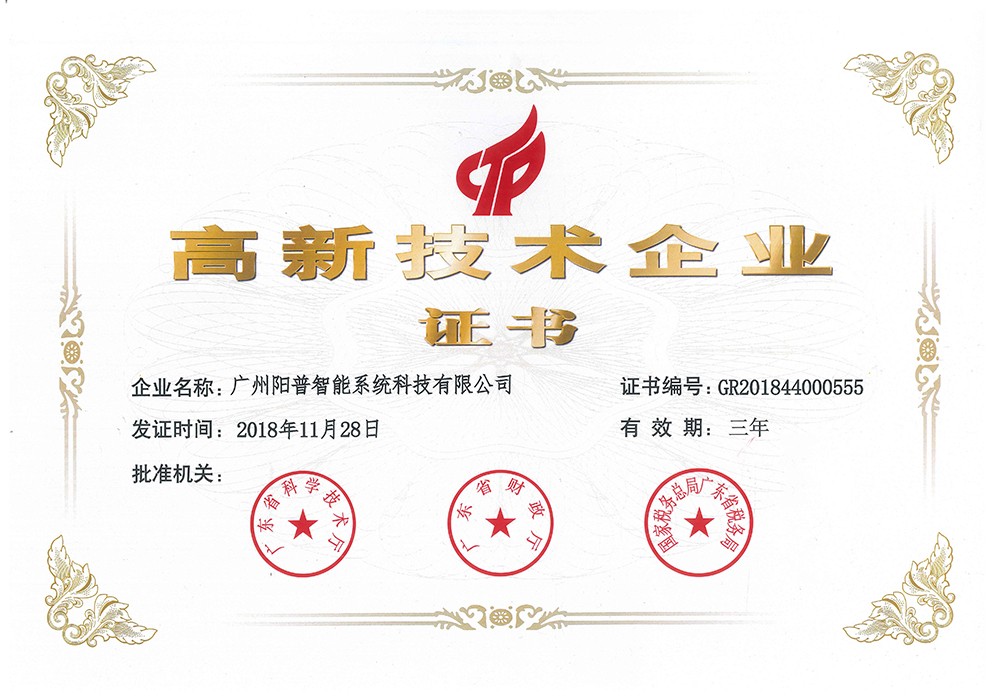 高新技术企业
证书
企业名称：广州阳普智能系统科技有限公司
证书编号：GR201844000555
发证时间：2018年11月28日
有效期：三年
批准机关：
广东省科学技术厅
广东省财政厅
国家税务总局广东省税务局